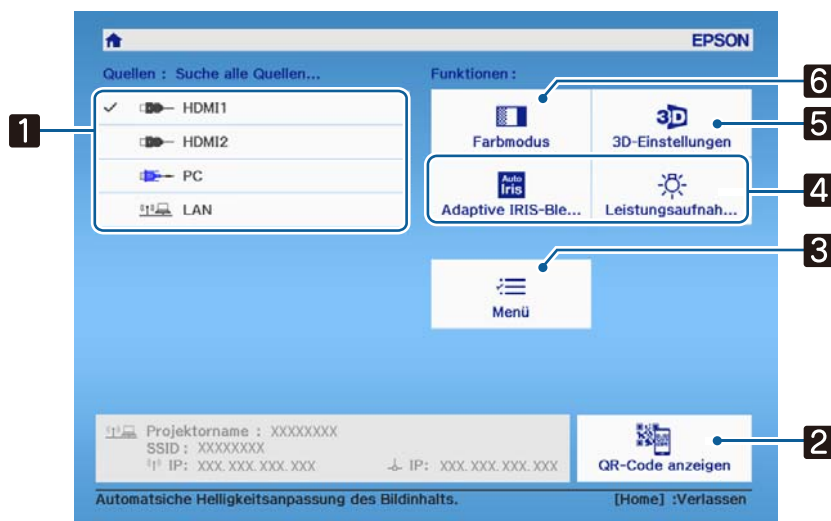 EPSON
Quellen : Suche alle Quellen...
Funktionen :
1
HDMI1
HDMI2
PC
LAN
Farbmodus
3D
3D-Einstellungen
Auto
Iris
Adaptive IRIS-Ble...
Leistungsaufnah...
6
5
4
3
Menü
Projektorname : XXXXXXXX
SSID : XXXXXXXX
IP: XXX. XXX. XXX. XXX
IP: XXX. XXX. XXX. XXX
QR-Code anzeigen
2
Automatsiche Helligkeitsanpassung des Bildinhalts.
[Home] :Verlassen